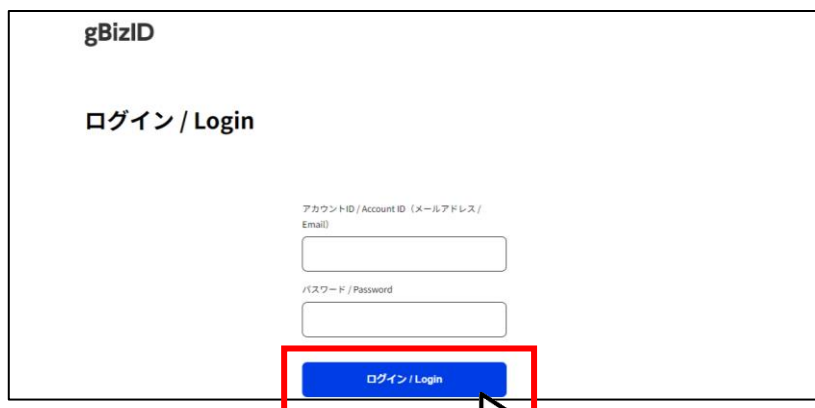 gBizID
ログイン / Login
アカウントID / Account ID（メールアドレス /
Email）
パスワード / Password
ログイン / Login